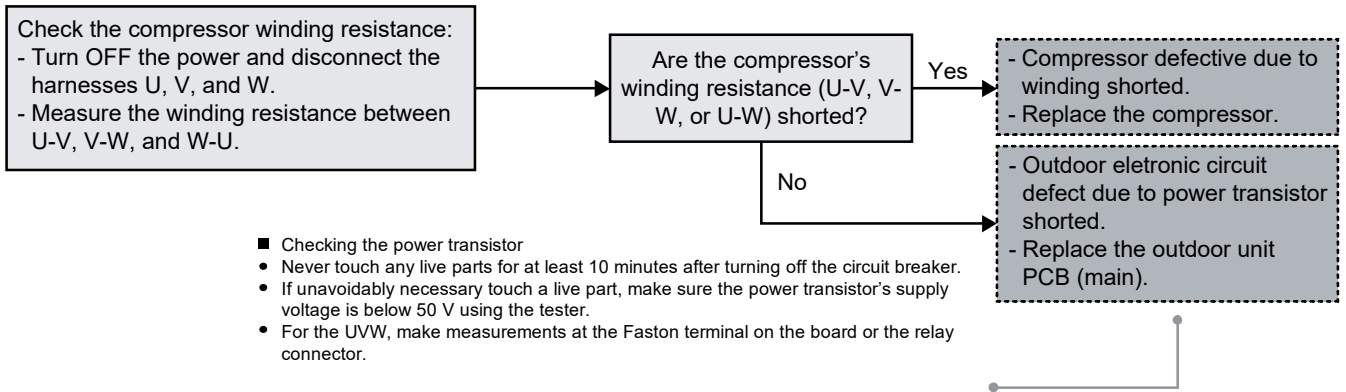 Check the compressor winding resistance:
- Turn OFF the power and disconnect the
harnesses U, V, and W.
- Measure the winding resistance between
U-V, V-W, and W-U.
Are the compressor's
winding resistance (U-V, V-
W, or U-W) shorted?
Yes
- Compressor defective due to
winding shorted.
- Replace the compressor.
No
- Outdoor eletronic circuit
defect due to power transistor
shorted.
- Replace the outdoor unit
PCB (main).
■ Checking the power transistor
• Never touch any live parts for at least 10 minutes after turning off the circuit breaker.
• If unavoidably necessary touch a live part, make sure the power transistor's supply
voltage is below 50 V using the tester.
• For the UVW, make measurements at the Faston terminal on the board or the relay
connector.